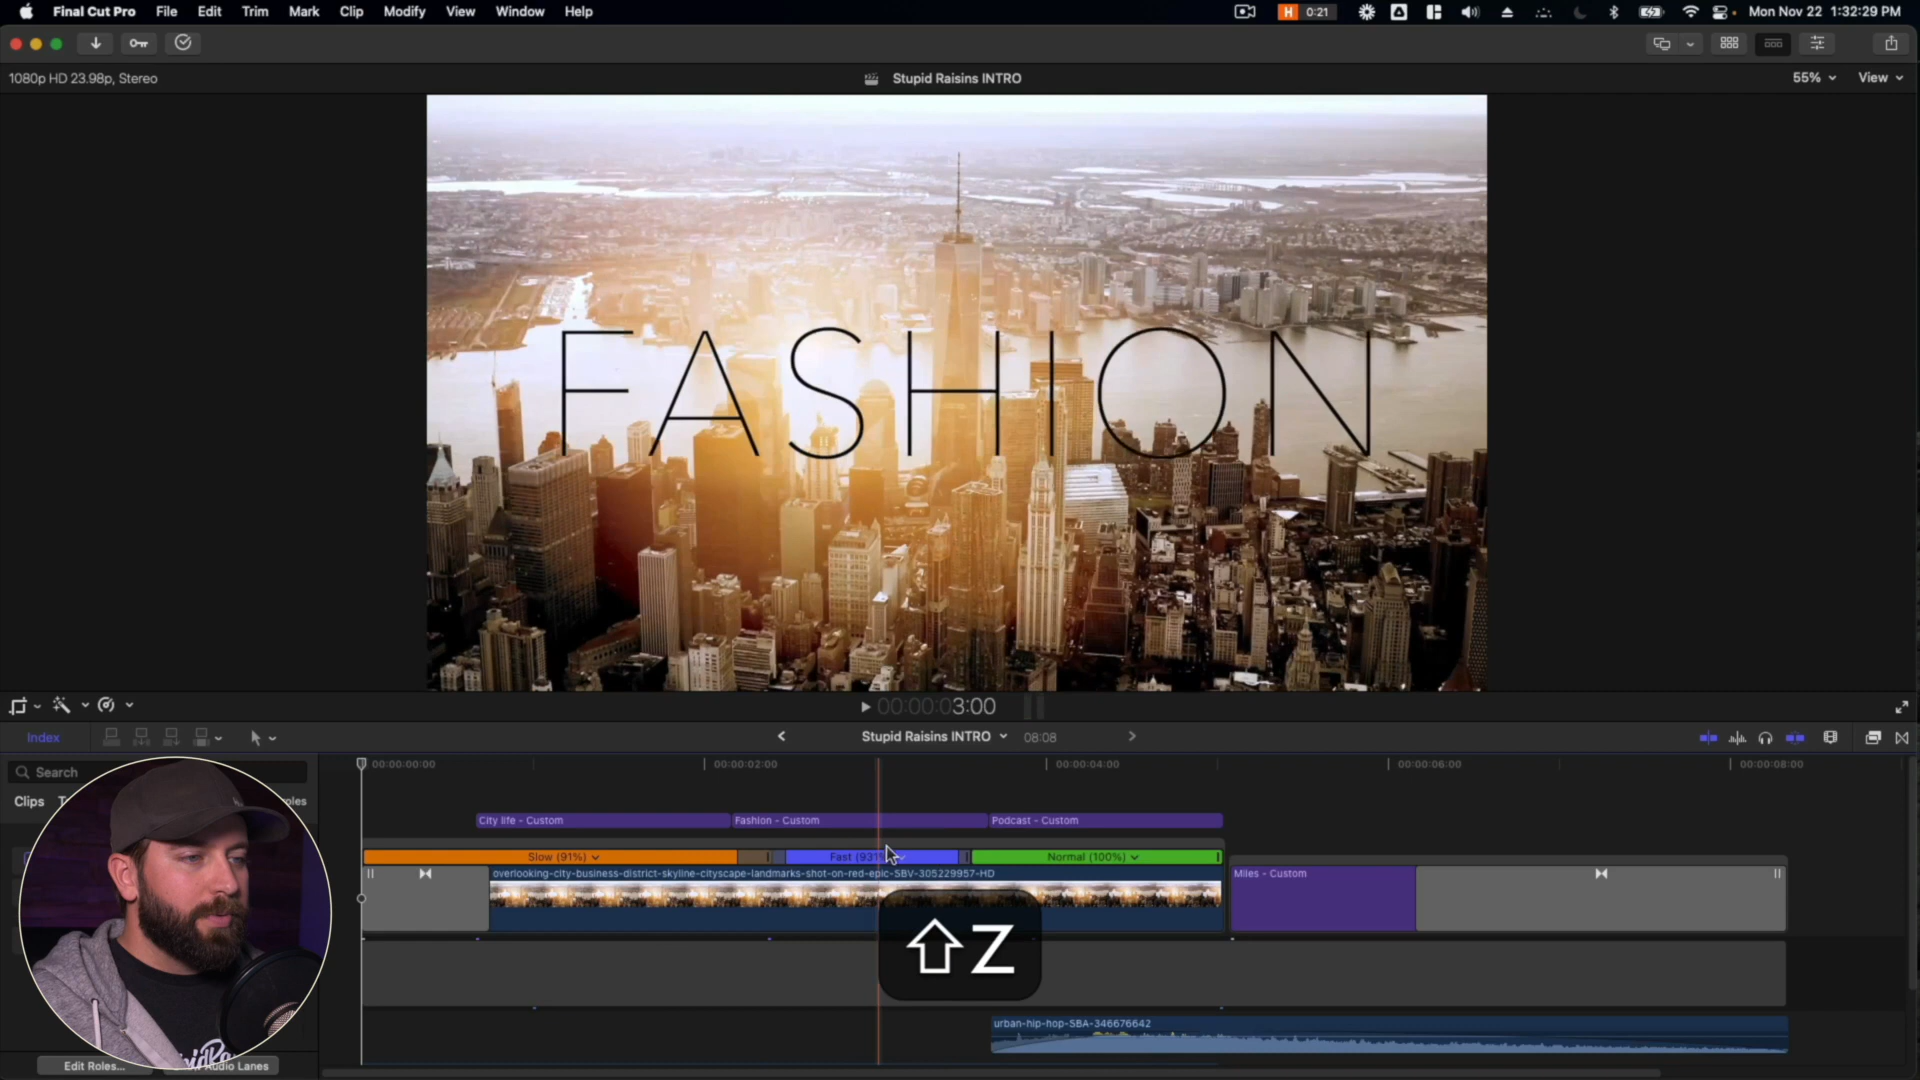 Final Cut Pro File Edit Trim Mark Clip Modify View Window Help H 0:21 Mon Nov 22 1:32:29 PM
1080p HD 23.98p, Stereo Stupid Raisins INTRO 55% View
FASHION
00:00:03:00
Index Stupid Raisins INTRO 08:08
Search 00:00:00:00 00:00:02:00 00:00:04:00 00:00:06:00 00:00:08:00
Clips
City life - Custom Fashion - Custom Podcast - Custom
Slow (91%) Fast (931%) Normal (100%)
overlooking-city-business-district-skyline-cityscape-landmarks-shot-on-red-epic-SBV-305229957-HD Miles - Custom
⇧Z
urban-hip-hop-SBA-346676642
Edit Roles... Audio Lanes